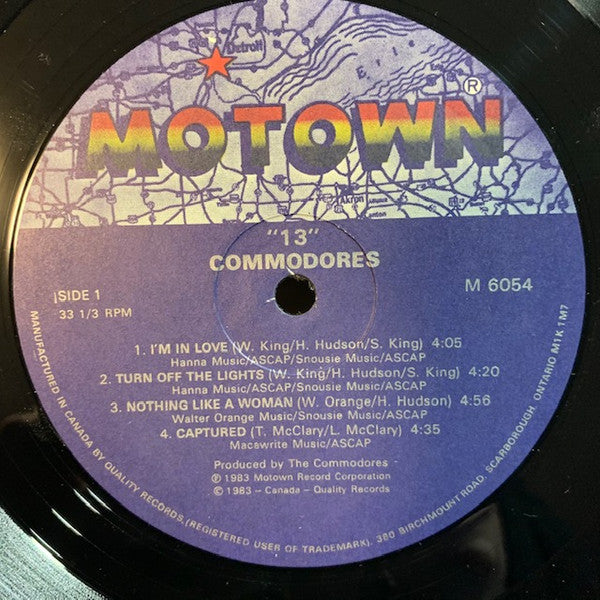 Detroit
Erie
MOTOWN®
Akron
Canton
"13"
COMMODORES
SIDE 1
33 1/3 RPM
M 6054
1. I'M IN LOVE (W. King/H. Hudson/S. King) 4:05
Hanna Music/ASCAP/Snousie Music/ASCAP
2. TURN OFF THE LIGHTS (W. King/H. Hudson/S. King) 4:20
Hanna Music/ASCAP/Snousie Music/ASCAP
3. NOTHING LIKE A WOMAN (W. Orange/H. Hudson) 4:56
Walter Orange Music/Snousie Music/ASCAP
4. CAPTURED (T. McClary/L. McClary) 4:35
Macawrite Music/ASCAP
Produced by The Commodores
℗ 1983 Motown Record Corporation
© 1983 – Canada – Quality Records
MANUFACTURED IN CANADA BY QUALITY RECORDS, (REGISTERED USER OF TRADEMARK). 380 BIRCHMOUNT ROAD, SCARBOROUGH, ONTARIO M1K 1M7